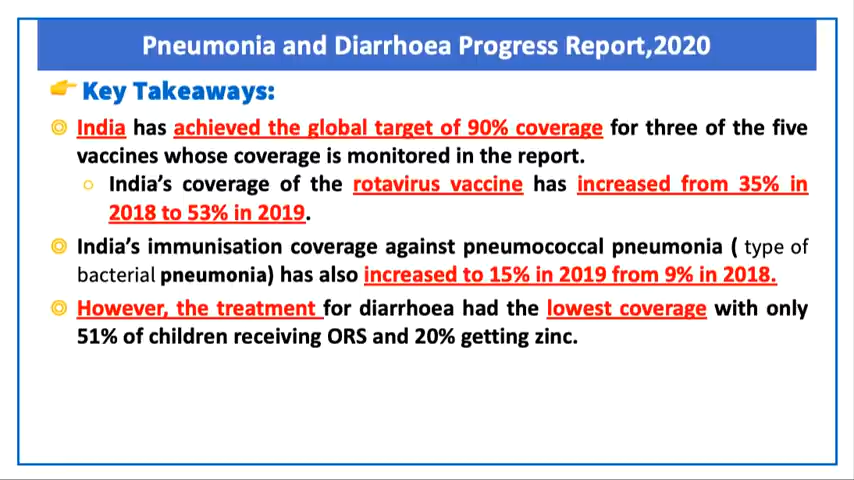 Pneumonia and Diarrhoea Progress Report,2020
Key Takeaways:
India has achieved the global target of 90% coverage for three of the five
vaccines whose coverage is monitored in the report.
India’s coverage of the rotavirus vaccine has increased from 35% in
2018 to 53% in 2019.
India’s immunisation coverage against pneumococcal pneumonia ( type of
bacterial pneumonia) has also increased to 15% in 2019 from 9% in 2018.
However, the treatment for diarrhoea had the lowest coverage with only
51% of children receiving ORS and 20% getting zinc.